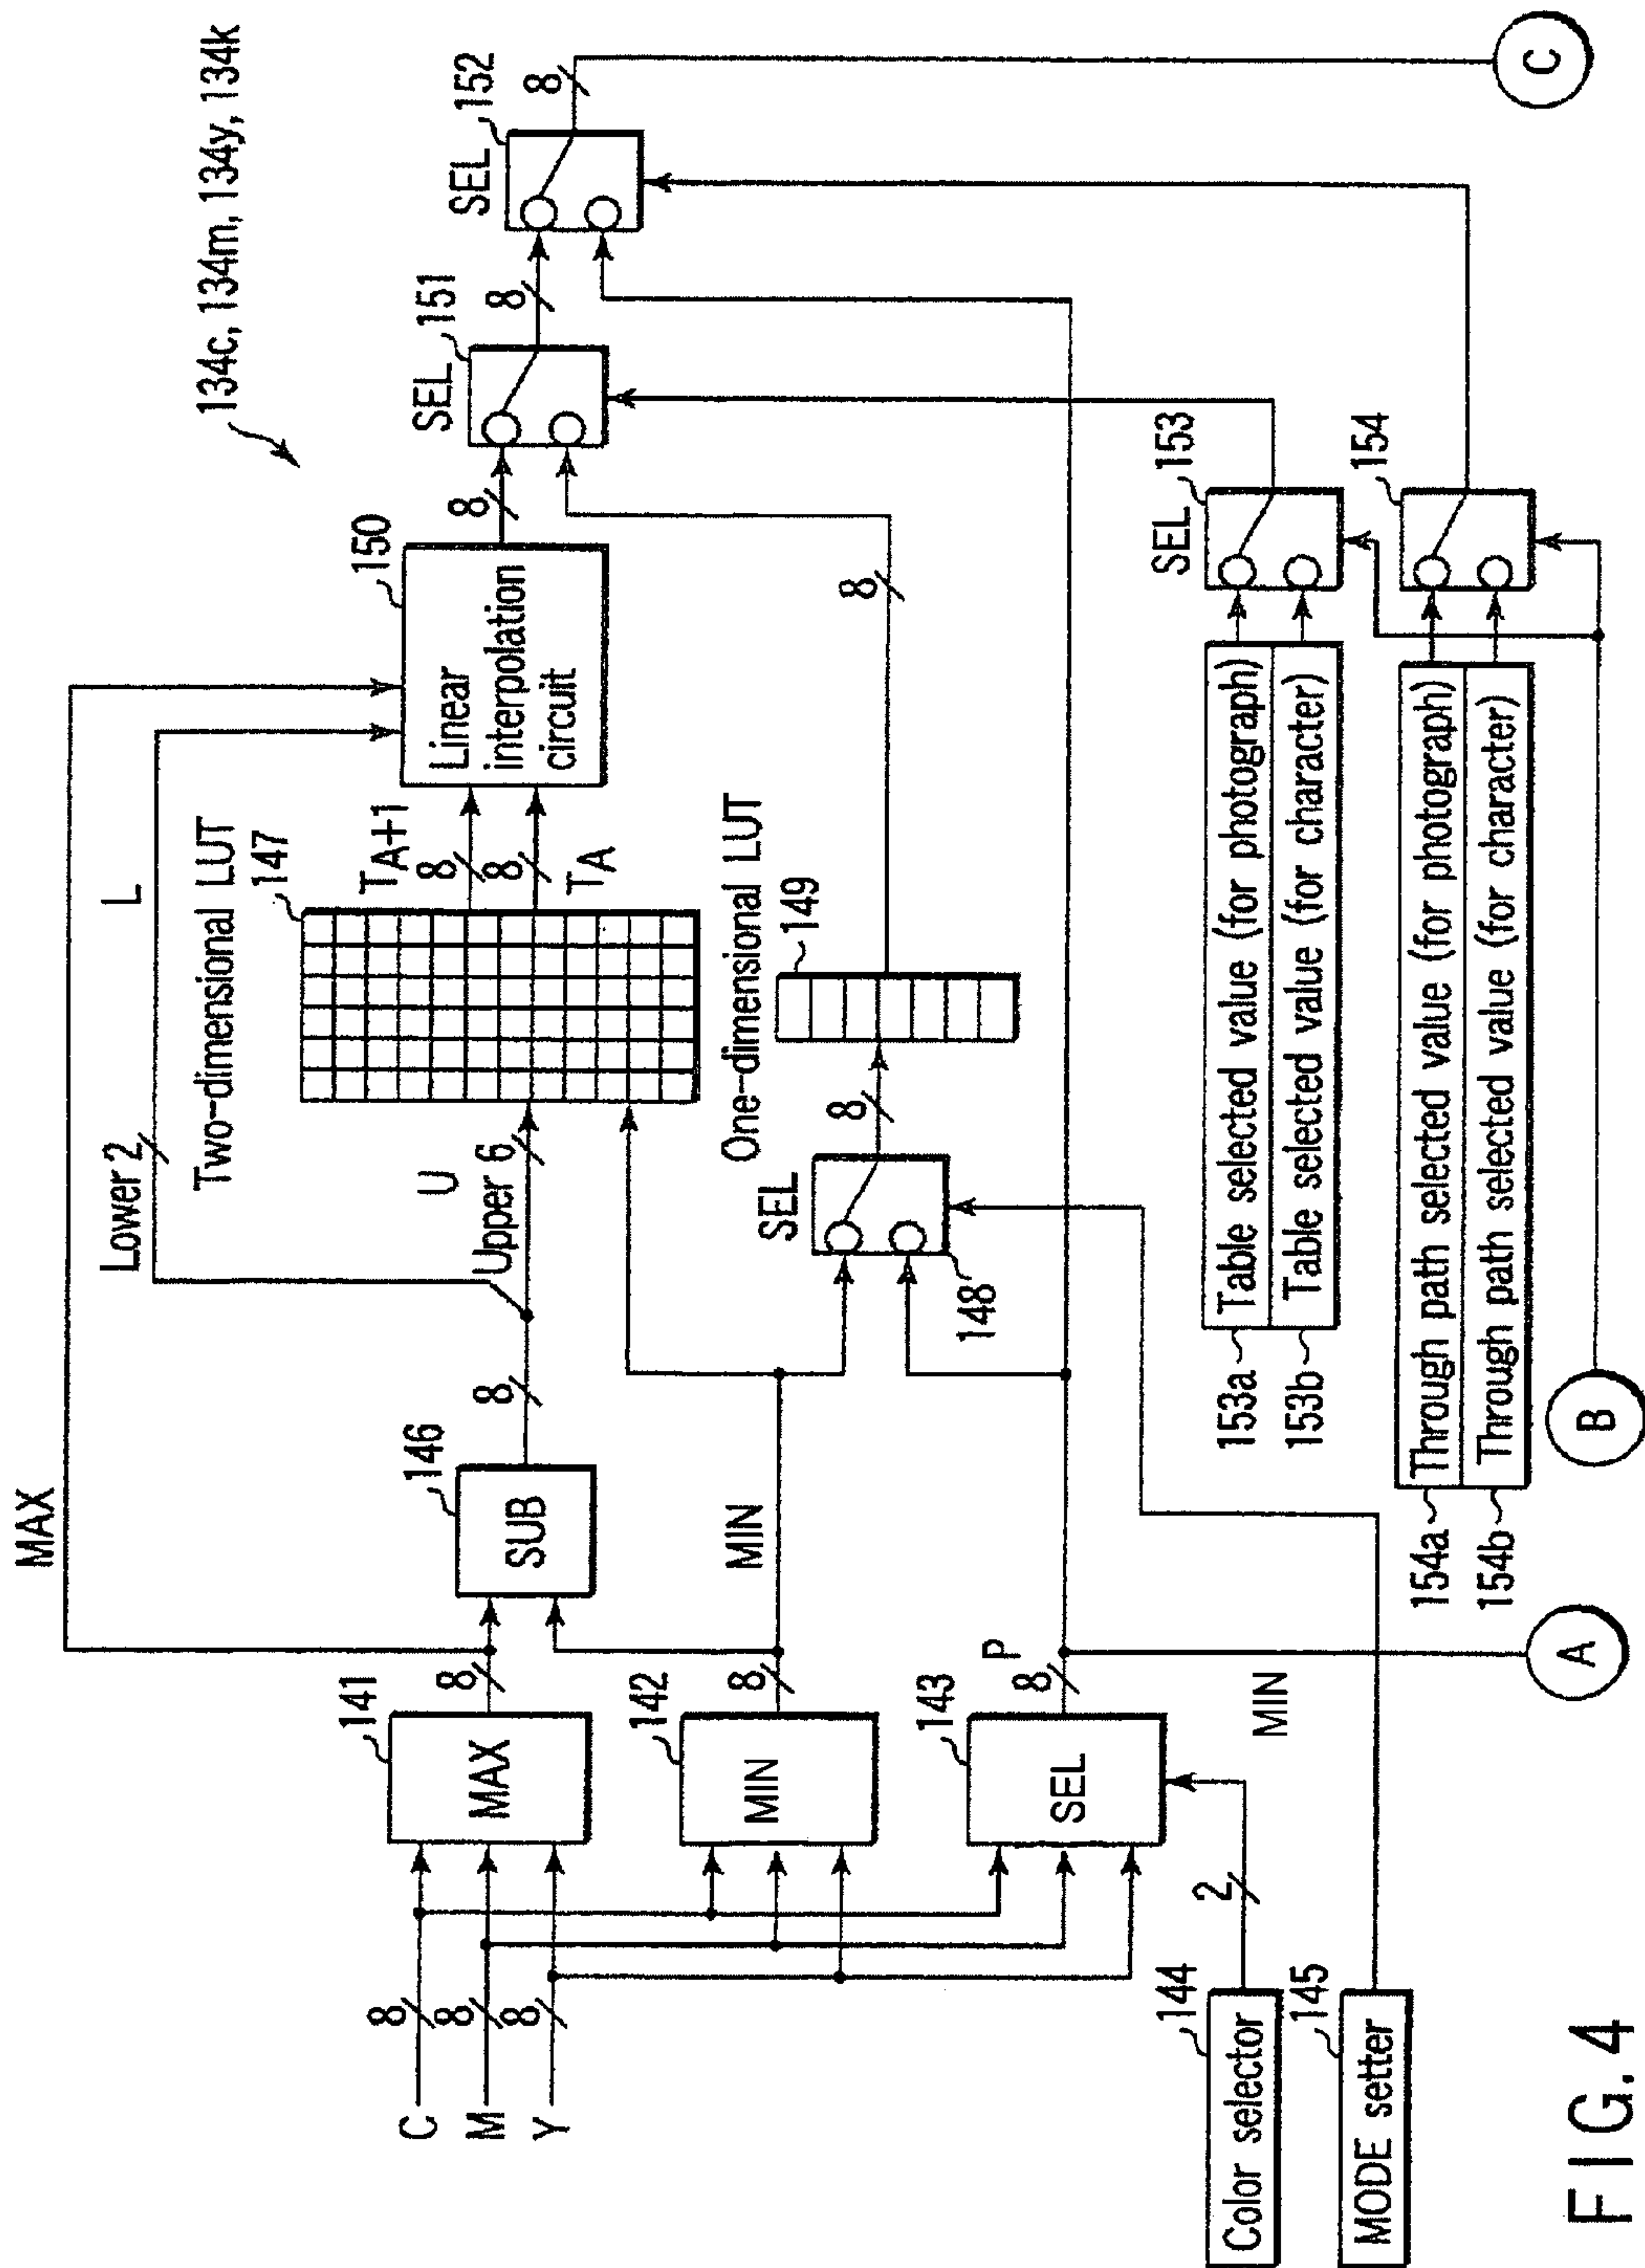 134c, 134m, 134y, 134k
MAX
L
Lower 2
Two-dimensional LUT
147
U
Upper 6
TA+1
8
8
TA
150
Linear
interpolation
circuit
8
SEL
151
8
SEL
152
8
C
M
Y
8
8
8
141
MAX
8
146
SUB
8
142
MIN
8
MIN
One-dimensional LUT
149
8
SEL
148
8
143
SEL
8
P
MIN
144
Color selector
2
145
MODE setter
SEL
153
153a
Table selected value (for photograph)
153b
Table selected value (for character)
154
154a
Through path selected value (for photograph)
154b
Through path selected value (for character)
A
B
C
FIG. 4